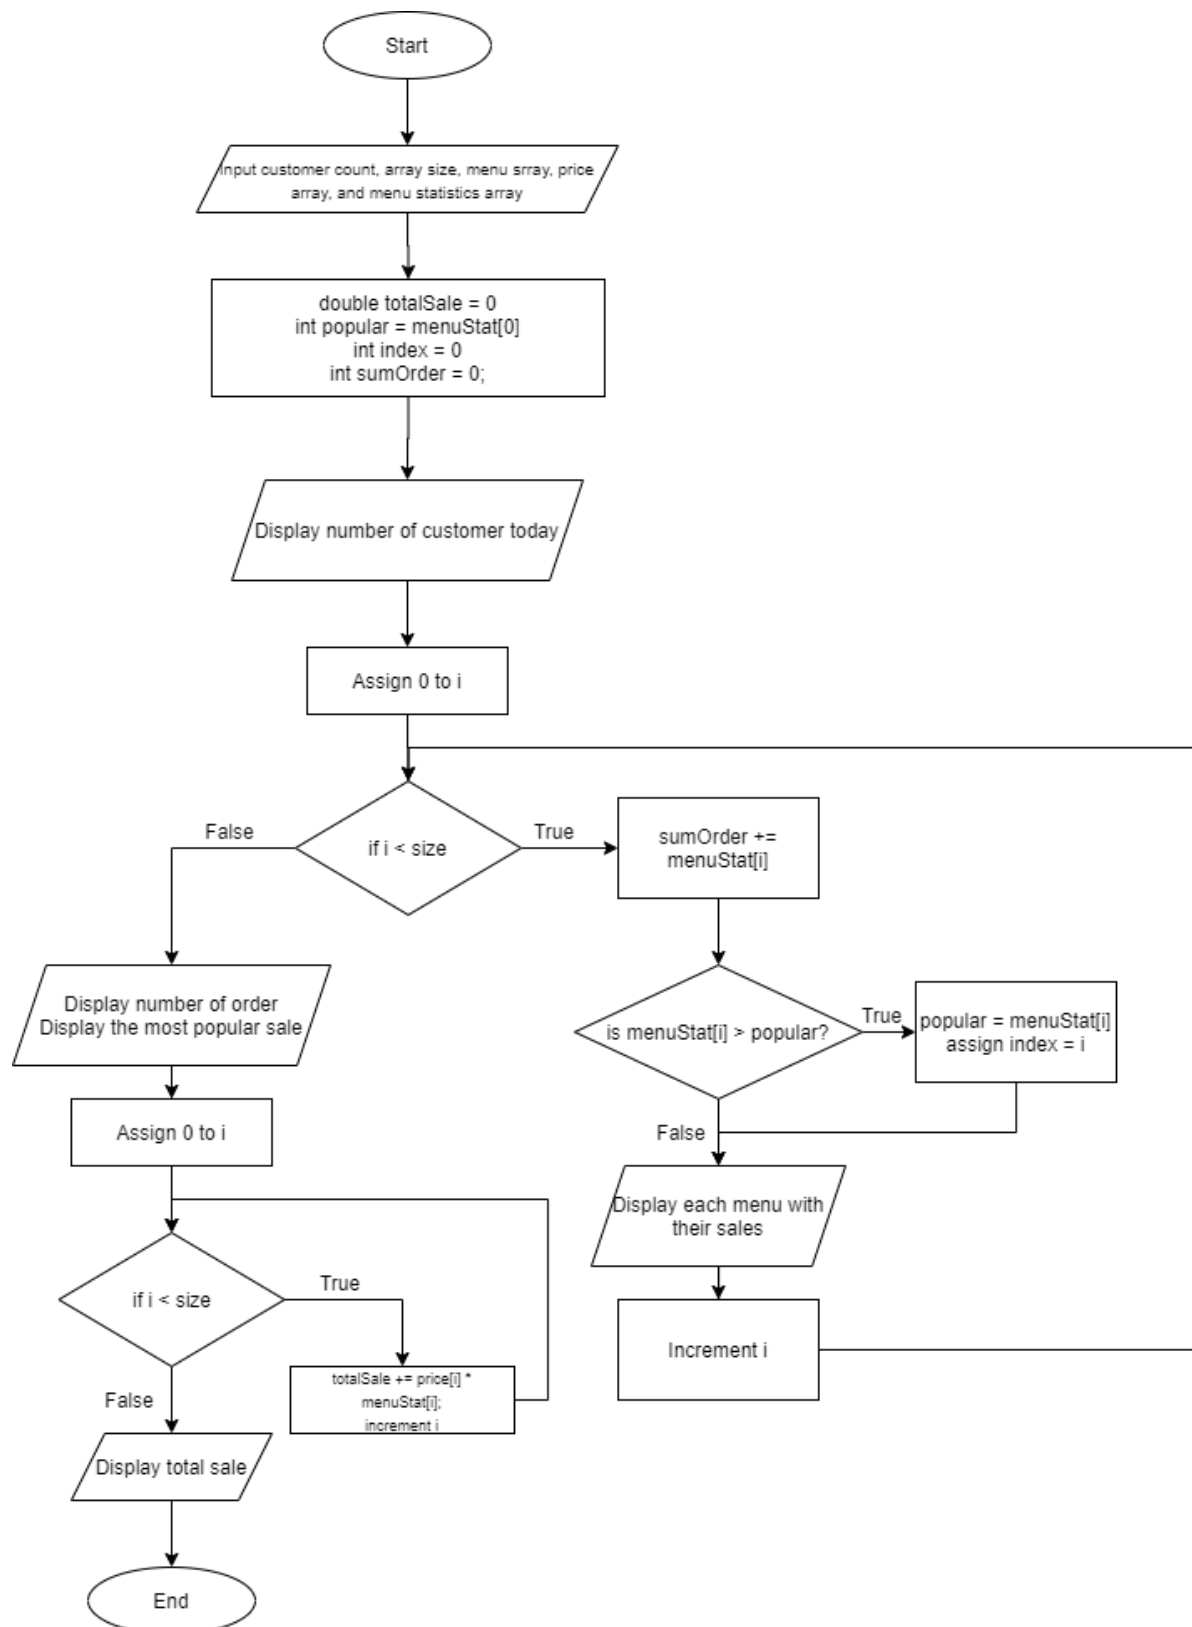 Start
Input customer count, array size, menu srray, price
array, and menu statistics array
double totalSale = 0
int popular = menuStat[0]
int index = 0
int sumOrder = 0;
Display number of customer today
Assign 0 to i
if i < size
False
True
sumOrder +=
menuStat[i]
is menuStat[i] > popular?
True
popular = menuStat[i]
assign index = i
False
Display each menu with
their sales
Increment i
Display number of order
Display the most popular sale
Assign 0 to i
if i < size
True
totalSale += price[i] *
menuStat[i];
increment i
False
Display total sale
End